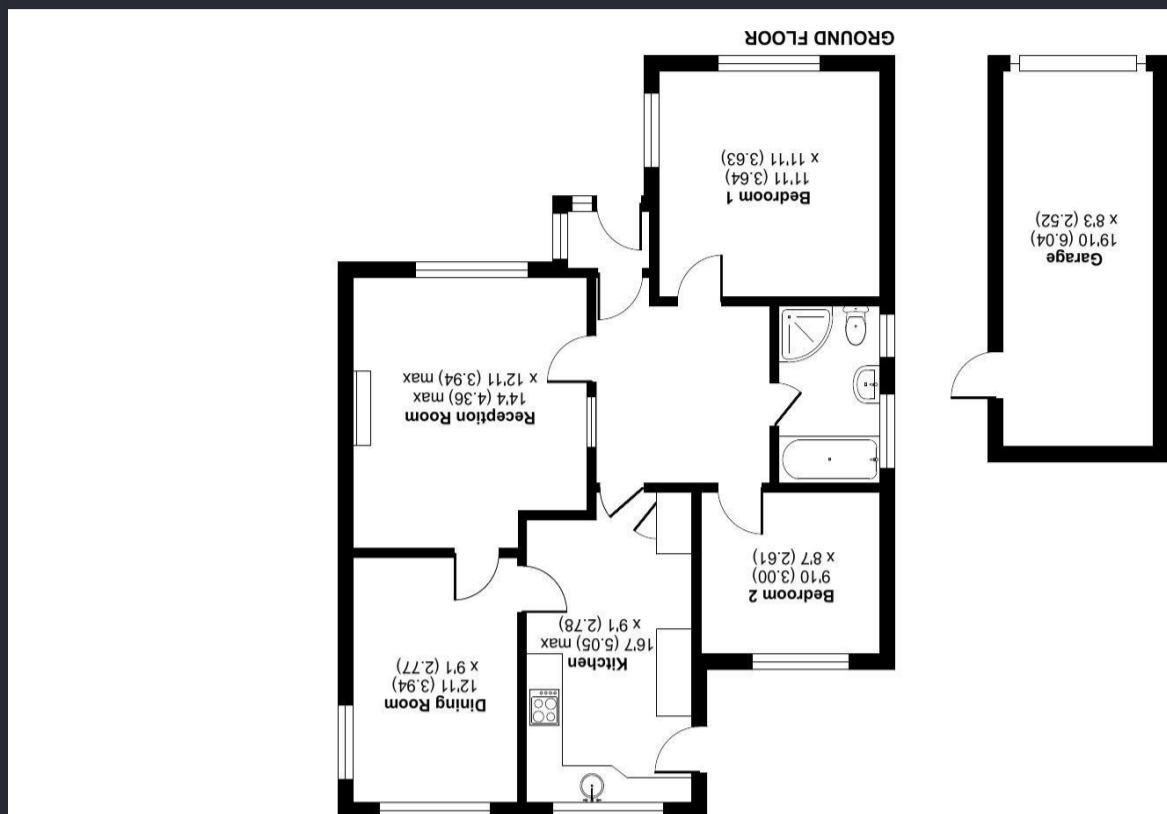 Dining Room
12'11 (3.94)
x 9'1 (2.77)
Kitchen
16'7 (5.05) max
x 9'1 (2.78)
Bedroom 2
9'10 (3.00)
x 8'7 (2.61)
Reception Room
14'4 (4.36) max
x 12'11 (3.94) max
Garage
19'10 (6.04)
x 8'3 (2.52)
Bedroom 1
11'11 (3.64)
x 11'11 (3.63)
GROUND FLOOR